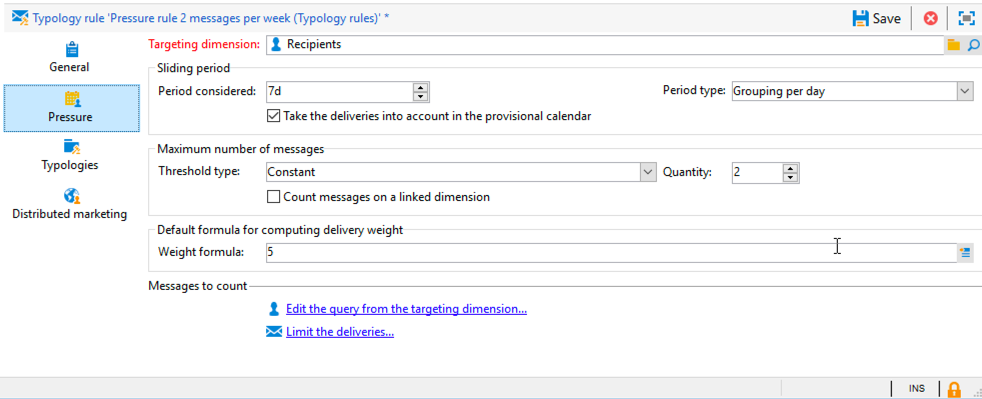 Typology rule 'Pressure rule 2 messages per week (Typology rules)' *
Save
General
Pressure
Typologies
Distributed marketing
Targeting dimension: Recipients
Sliding period
Period considered: 7d
Period type: Grouping per day
Take the deliveries into account in the provisional calendar
Maximum number of messages
Threshold type: Constant
Quantity: 2
Count messages on a linked dimension
Default formula for computing delivery weight
Weight formula: 5
Messages to count
Edit the query from the targeting dimension...
Limit the deliveries...
INS